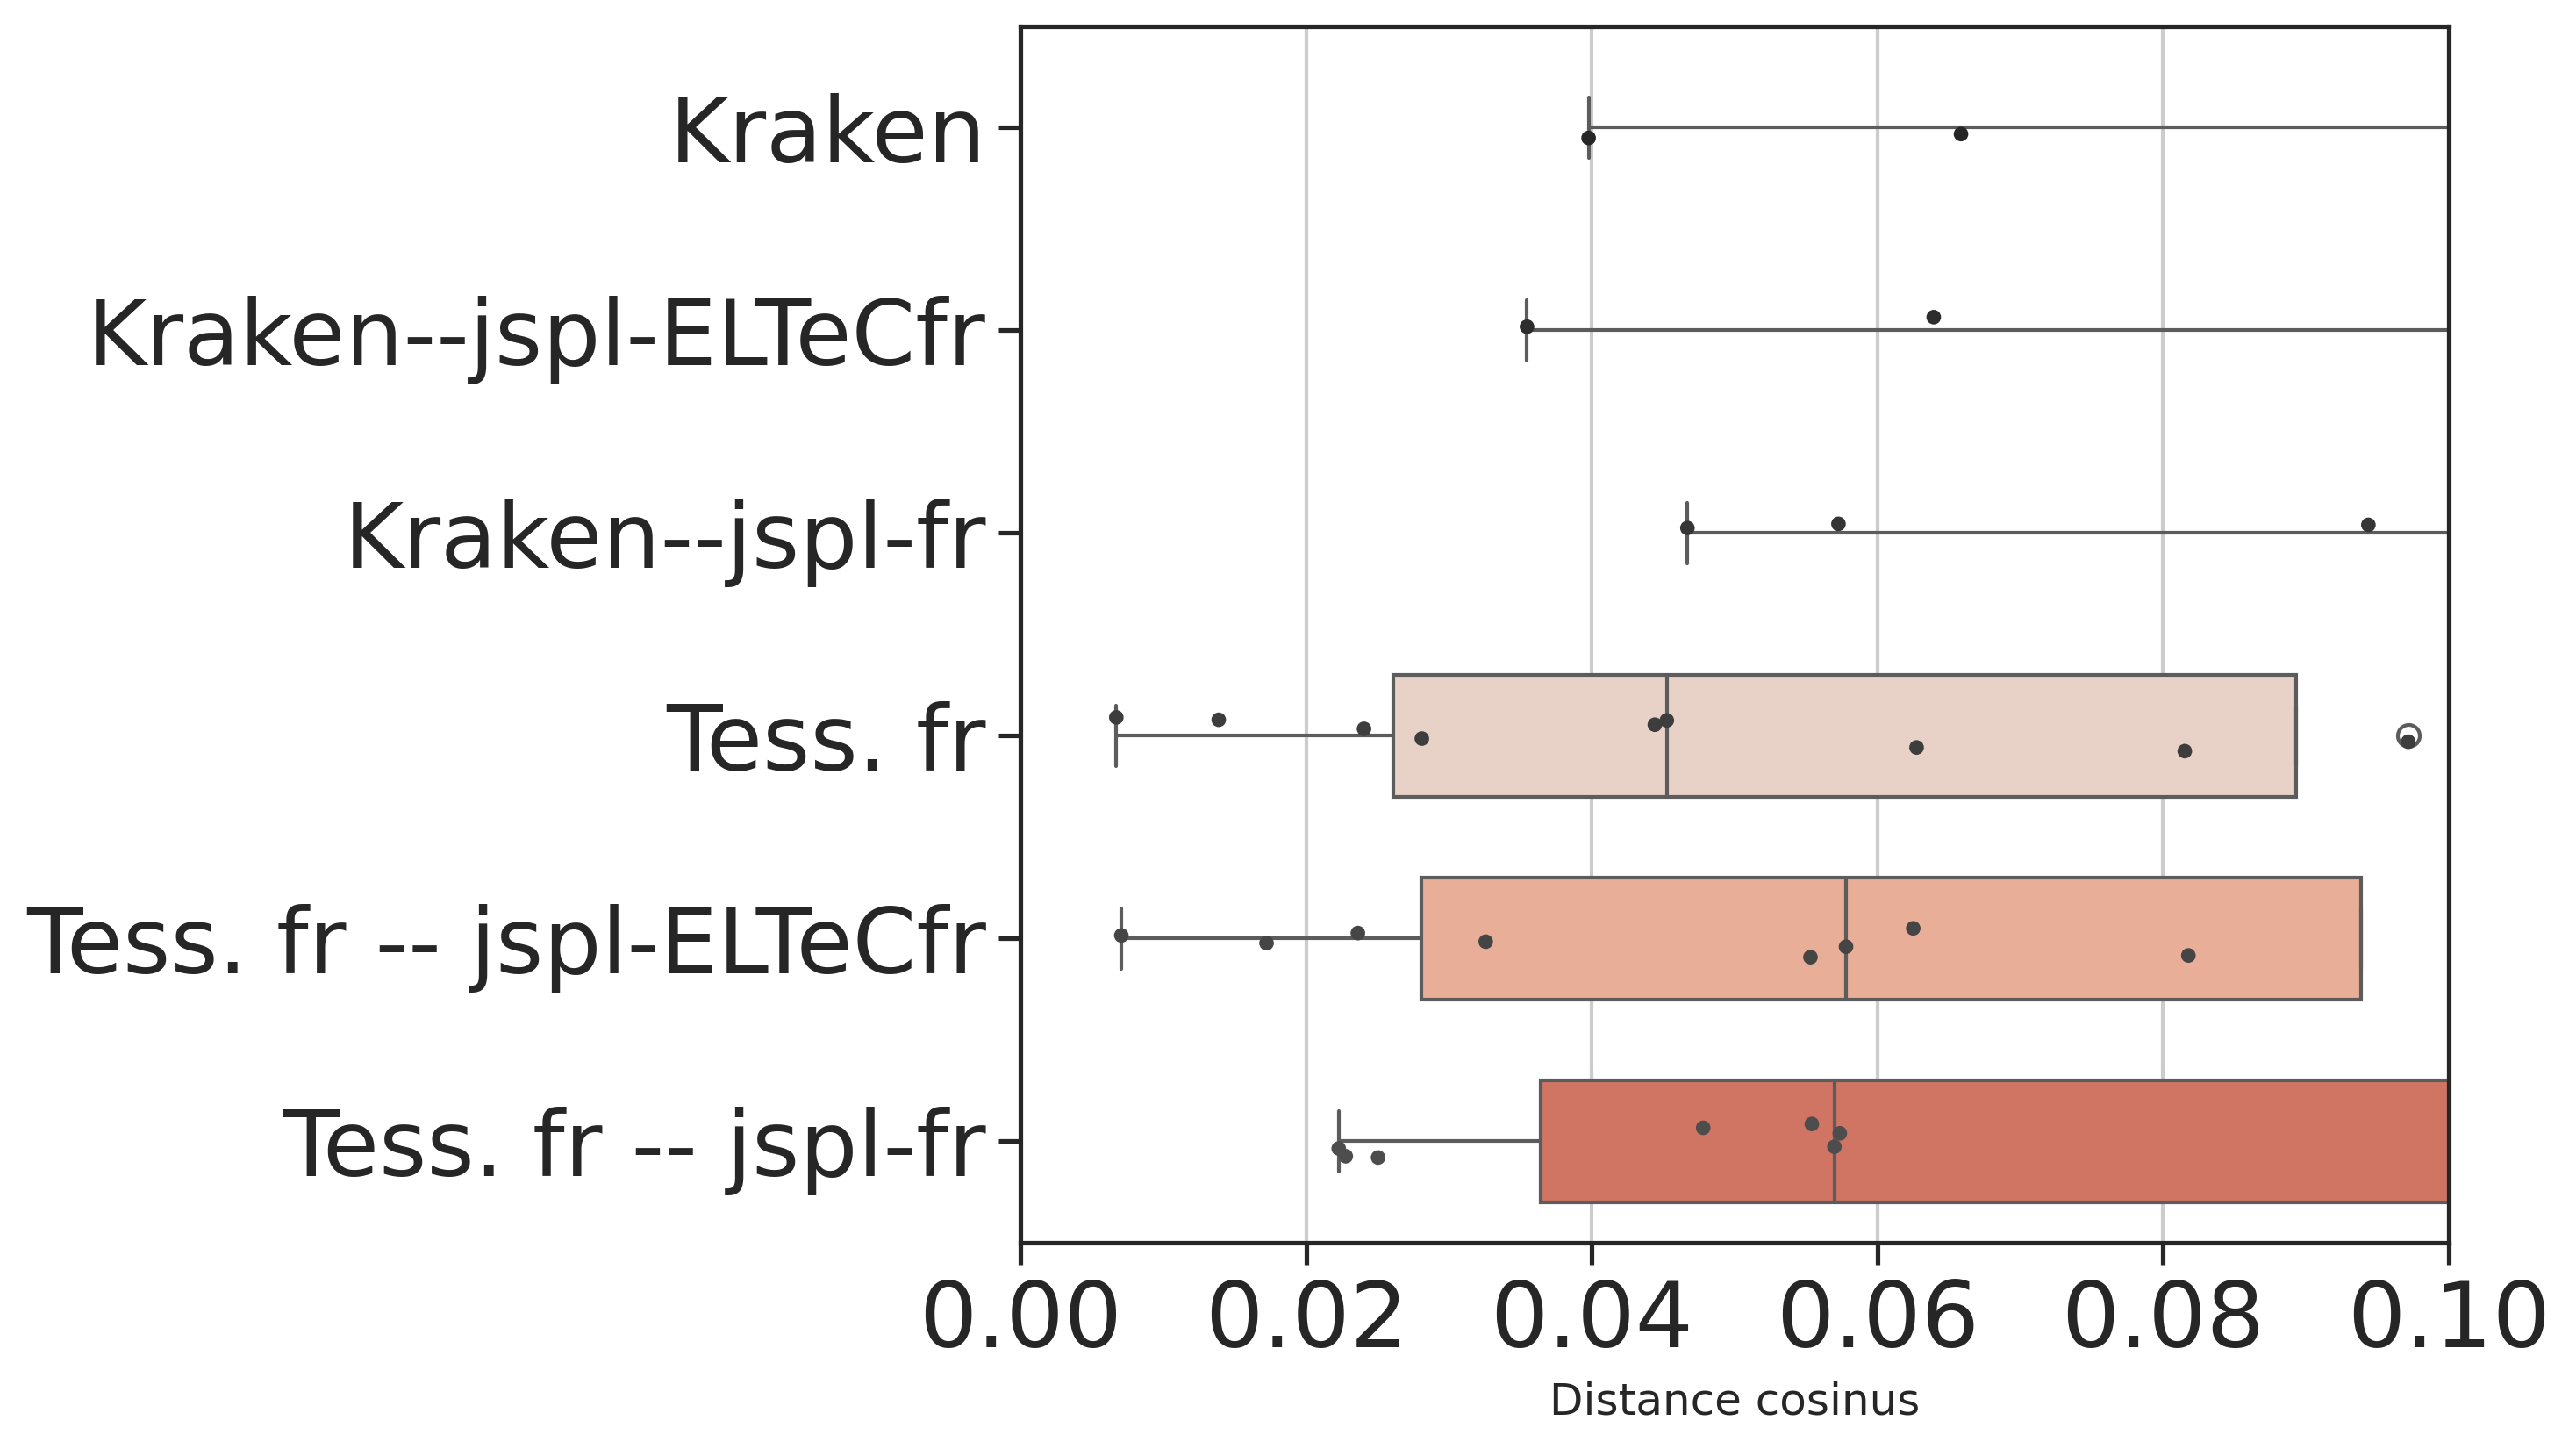 Kraken
Kraken--jspl-ELTeCfr
Kraken--jspl-fr
Tess. fr
Tess. fr -- jspl-ELTeCfr
Tess. fr -- jspl-fr
0.00 0.02 0.04 0.06 0.08 0.10
Distance cosinus